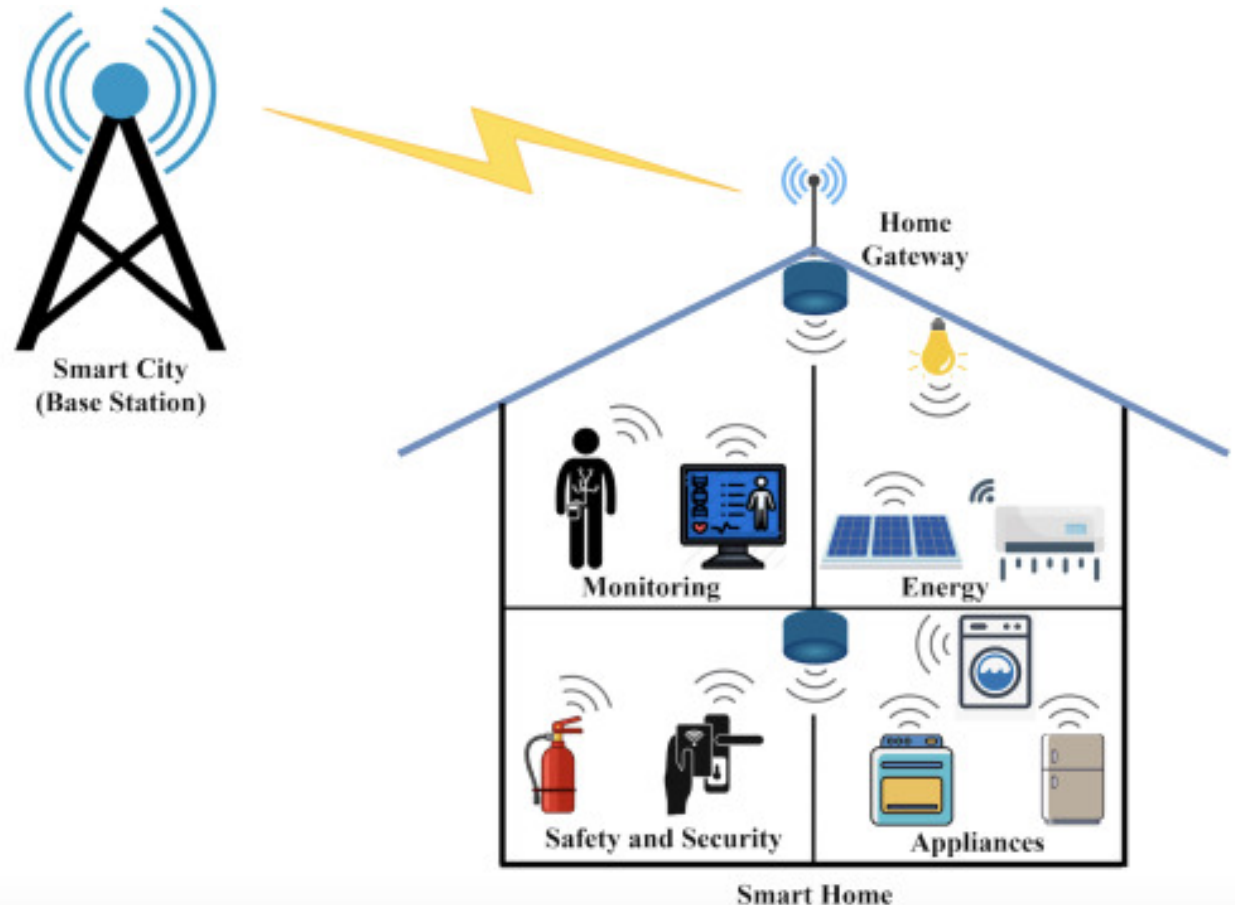 Smart City
(Base Station)
Home
Gateway
Monitoring
Energy
Safety and Security
Appliances
Smart Home